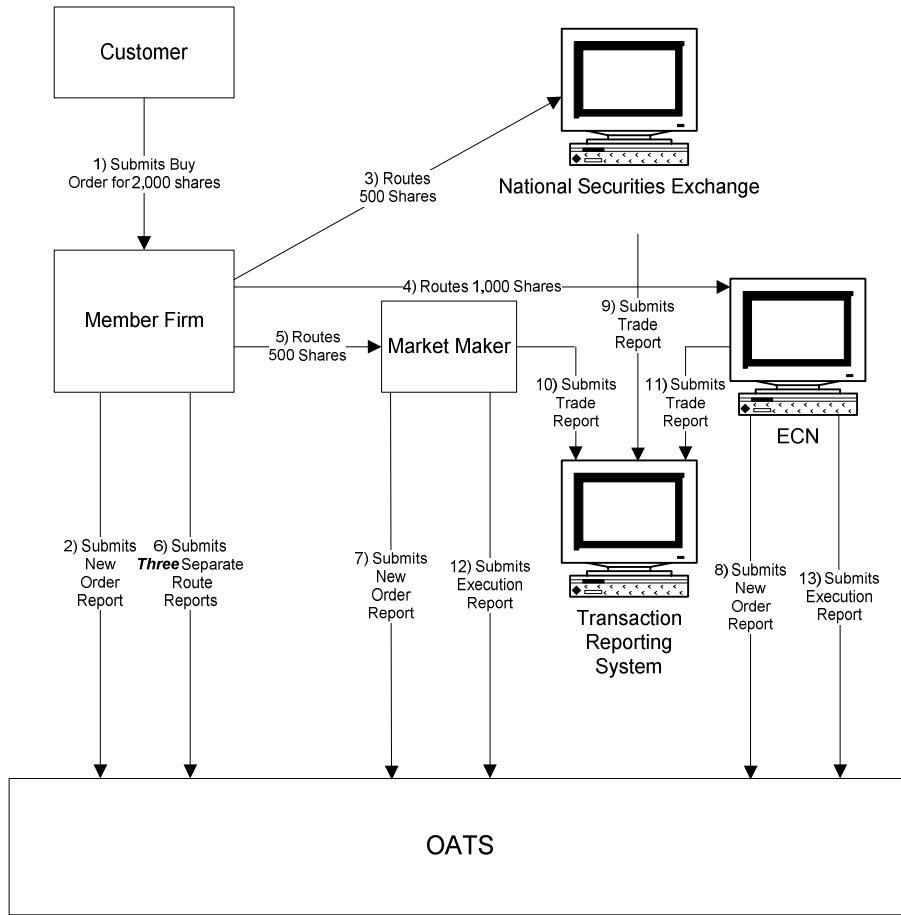 Customer
1) Submits Buy
Order for 2,000 shares
3) Routes
500 Shares
National Securities Exchange
Member Firm
4) Routes 1,000 Shares
5) Routes
500 Shares
Market Maker
9) Submits
Trade
Report
10) Submits
Trade
Report
11) Submits
Trade
Report
ECN
2) Submits
New
Order
Report
6) Submits
Three Separate
Route
Reports
7) Submits
New
Order
Report
12) Submits
Execution
Report
Transaction
Reporting
System
8) Submits
New
Order
Report
13) Submits
Execution
Report
OATS